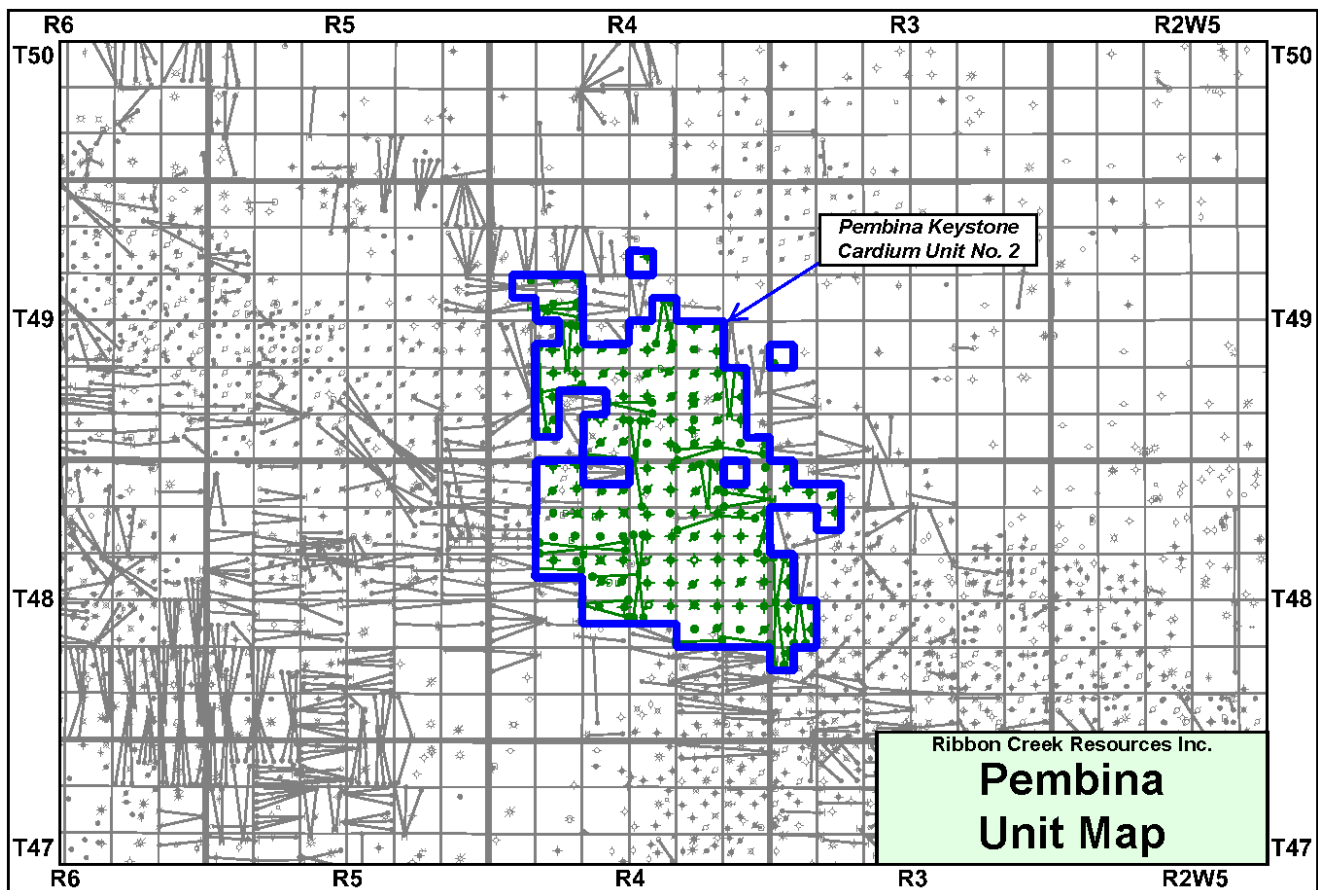 R6 R5 R4 R3 R2W5
T50 T50
Pembina Keystone
Cardium Unit No. 2
T49 T49
T48 T48
Ribbon Creek Resources Inc.
Pembina
Unit Map
T47 T47
R6 R5 R4 R3 R2W5